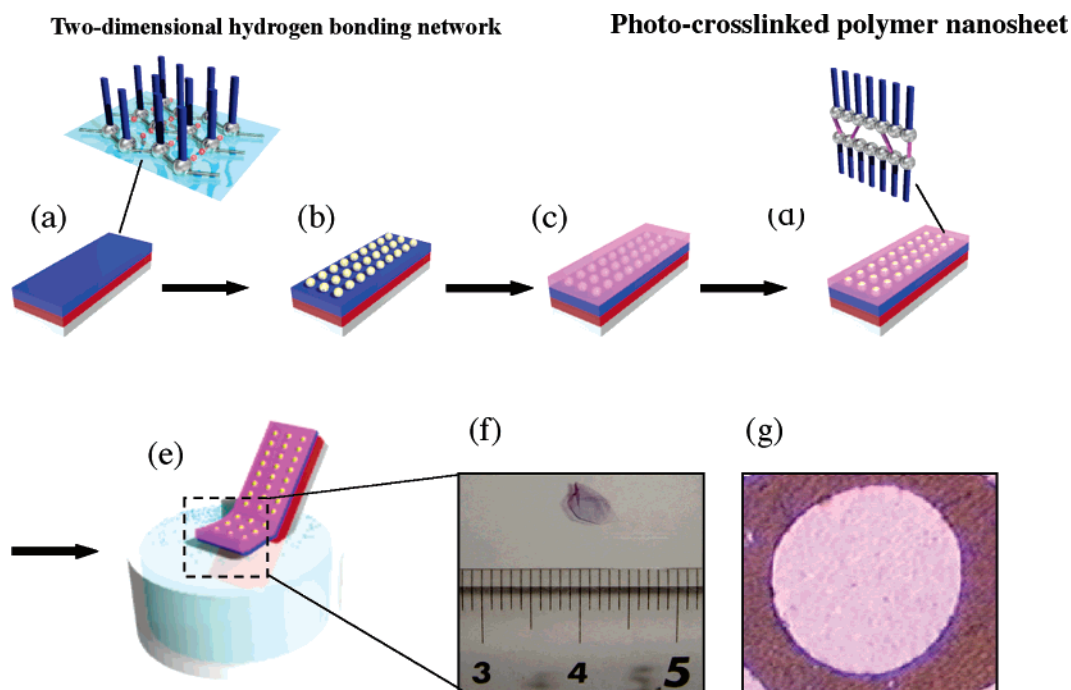 Two-dimensional hydrogen bonding network
Photo-crosslinked polymer nanosheet
(a)
(b)
(c)
(d)
(e)
(f)
(g)
3 4 5